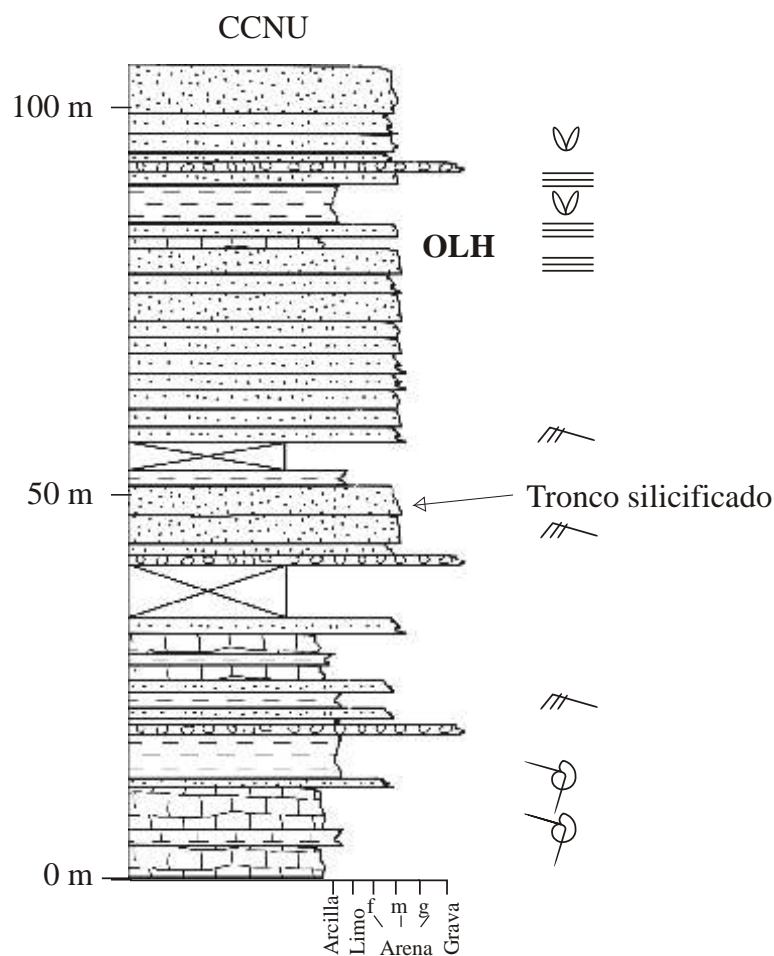 CCNU
100 m
OLH
50 m
Tronco silicificado
0 m
Arcilla
Limo
f m g
Arena
Grava